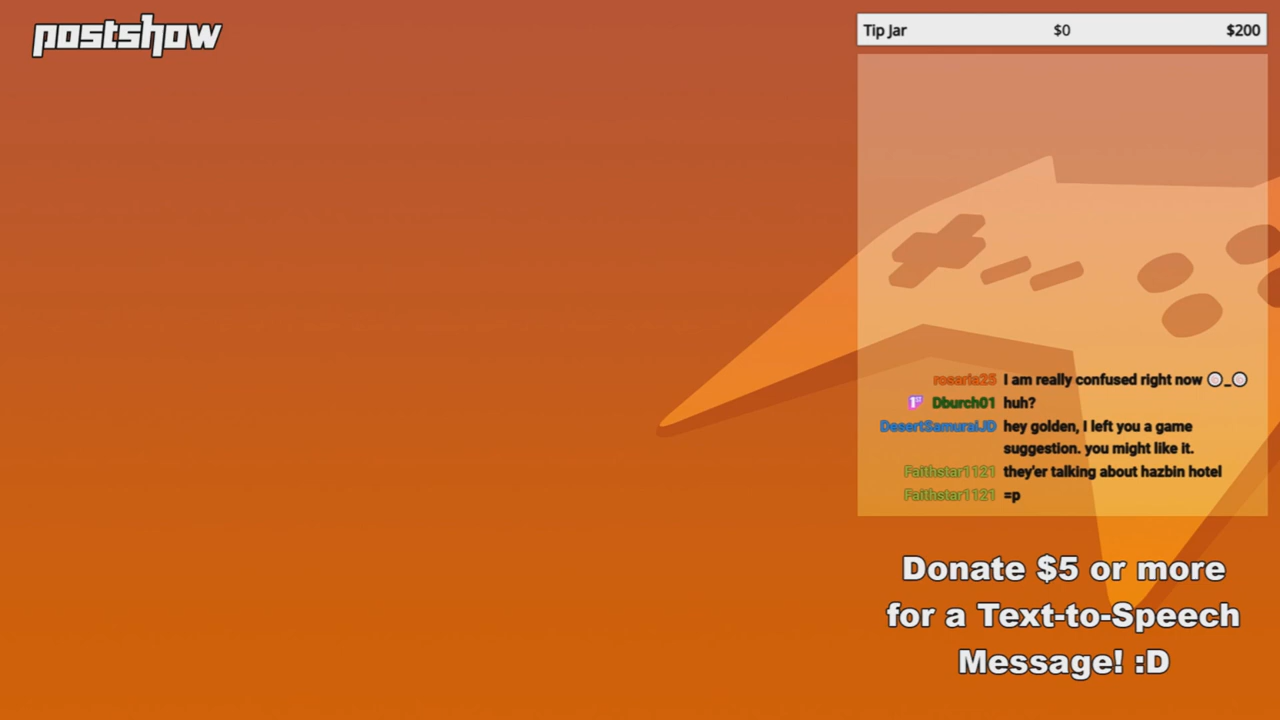 postshow
Tip Jar $0 $200
rosaria25 I am really confused right now
Dburch01 huh?
DesertSamuraiJD hey golden, I left you a game
suggestion. you might like it.
Faithstar1121 they'er talking about hazbin hotel
Faithstar1121 =p
Donate $5 or more
for a Text-to-Speech
Message! :D